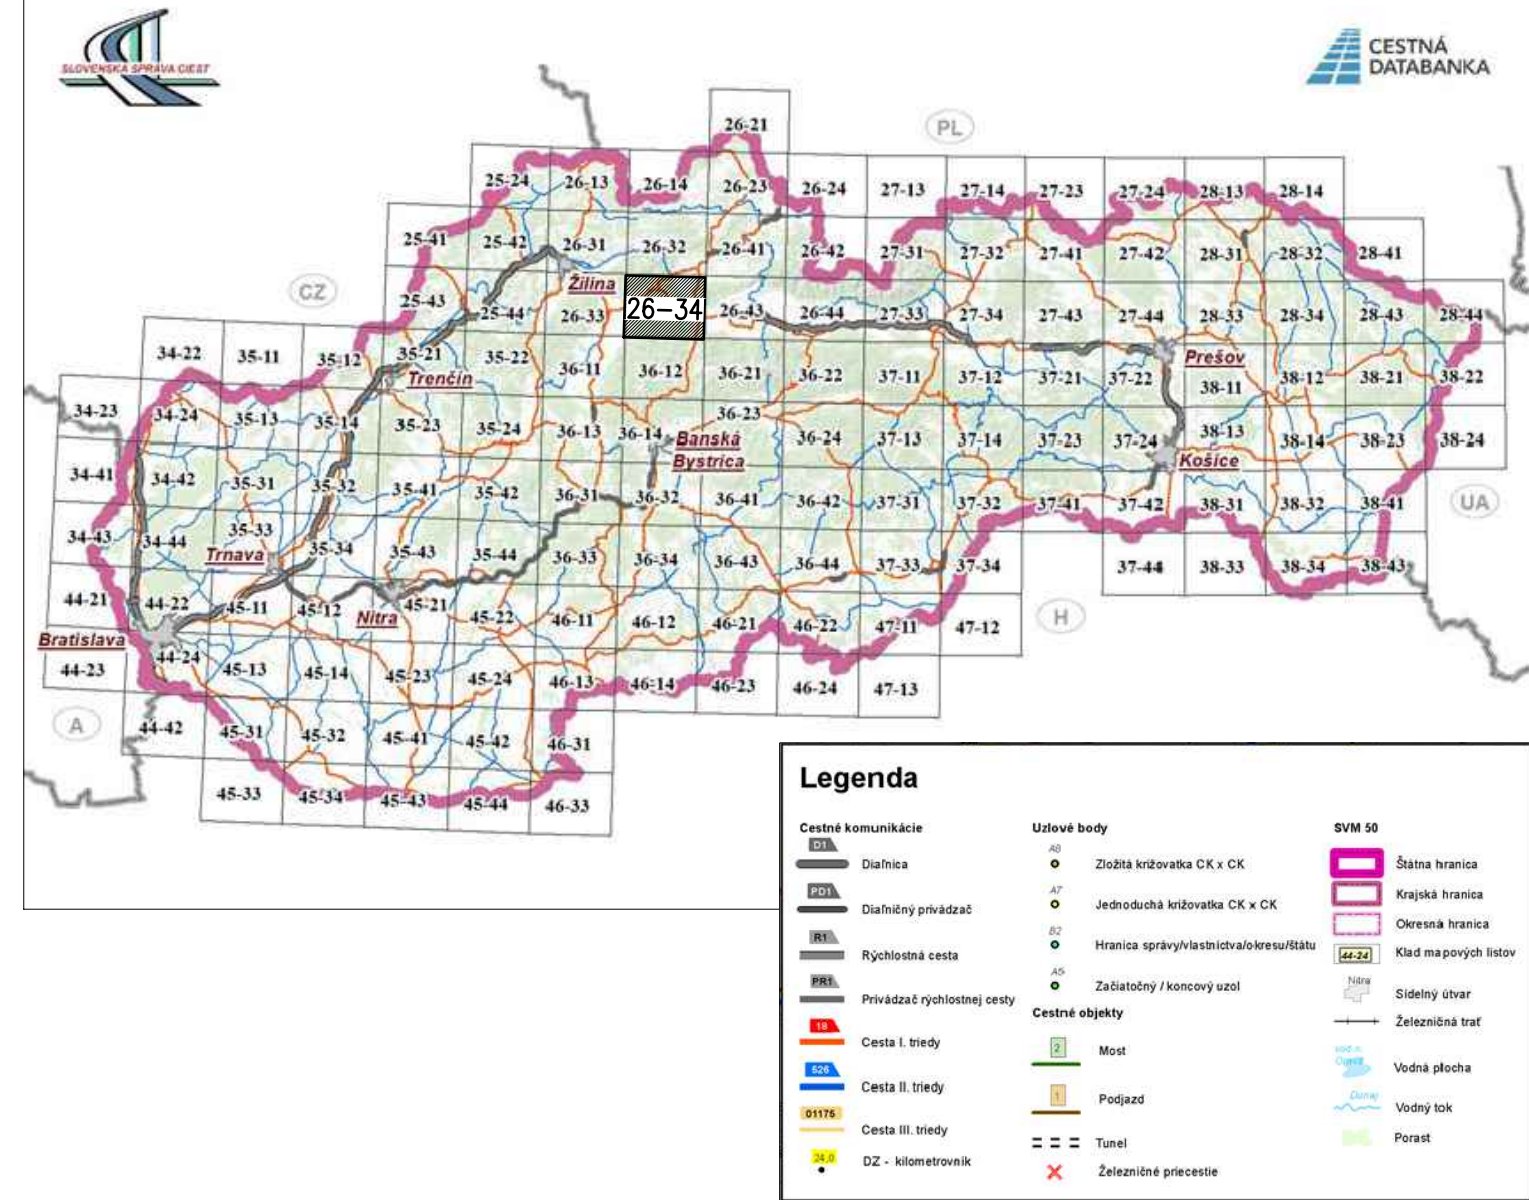 SLOVENSKÁ SPRÁVA CIEST
CESTNÁ
DATABANKA
26-21
PL
25-24 26-13 26-14 26-23 26-24 27-13 27-14 27-23 27-24 28-13 28-14
25-41 25-42 26-31 26-32 26-41 26-42 27-31 27-32 27-41 27-42 28-31 28-32 28-41
CZ
Žilina
25-43 25-44 26-33 26-34 26-43 26-44 27-33 27-34 27-43 27-44 28-33 28-34 28-43 28-44
34-22 35-11 35-12 35-21 35-22 36-11 36-12 36-21 36-22 37-11 37-12 37-21 37-22 38-11 38-12 38-21 38-22
Trenčín
Prešov
34-23 34-24 35-13 35-14 35-23 35-24 36-13 36-14 36-23 36-24 37-13 37-14 37-23 37-24 38-13 38-14 38-23 38-24
Banská
Bystrica
Košice
34-41 34-42 35-31 35-32 35-41 35-42 36-31 36-32 36-41 36-42 37-31 37-32 37-41 37-42 38-31 38-32 38-41
UA
34-43 34-44 35-33 35-34 35-43 35-44 36-33 36-34 36-43 36-44 37-33 37-34 37-44 38-33 38-34 38-43
Trnava
44-21 44-22 45-11 45-12 45-21 45-22 46-11 46-12 46-21 46-22 47-11 47-12
Nitra
H
Bratislava
44-23 44-24 45-13 45-14 45-23 45-24 46-13 46-14 46-23 46-24 47-13
A
44-42 45-31 45-32 45-41 45-42 46-31
45-33 45-34 45-43 45-44 46-33
Legenda
Cestné komunikácie
D1
Diaľnica
PD1
Diaľničný privádzač
R1
Rýchlostná cesta
PR1
Privádzač rýchlostnej cesty
18
Cesta I. triedy
526
Cesta II. triedy
01175
Cesta III. triedy
24,0
DZ - kilometrovník
Uzlové body
A8
Zložitá križovatka CK x CK
A7
Jednoduchá križovatka CK x CK
B2
Hranica správy/vlastníctva/okresu/štátu
A5
Začiatočný / koncový uzol
Cestné objekty
2
Most
1
Podjazd
Tunel
Železničné priecestie
SVM 50
Štátna hranica
Krajská hranica
Okresná hranica
44-24
Klad mapových listov
Nitra
Sídelný útvar
Železničná trať
Vodná plocha
Dunaj
Vodný tok
Porast